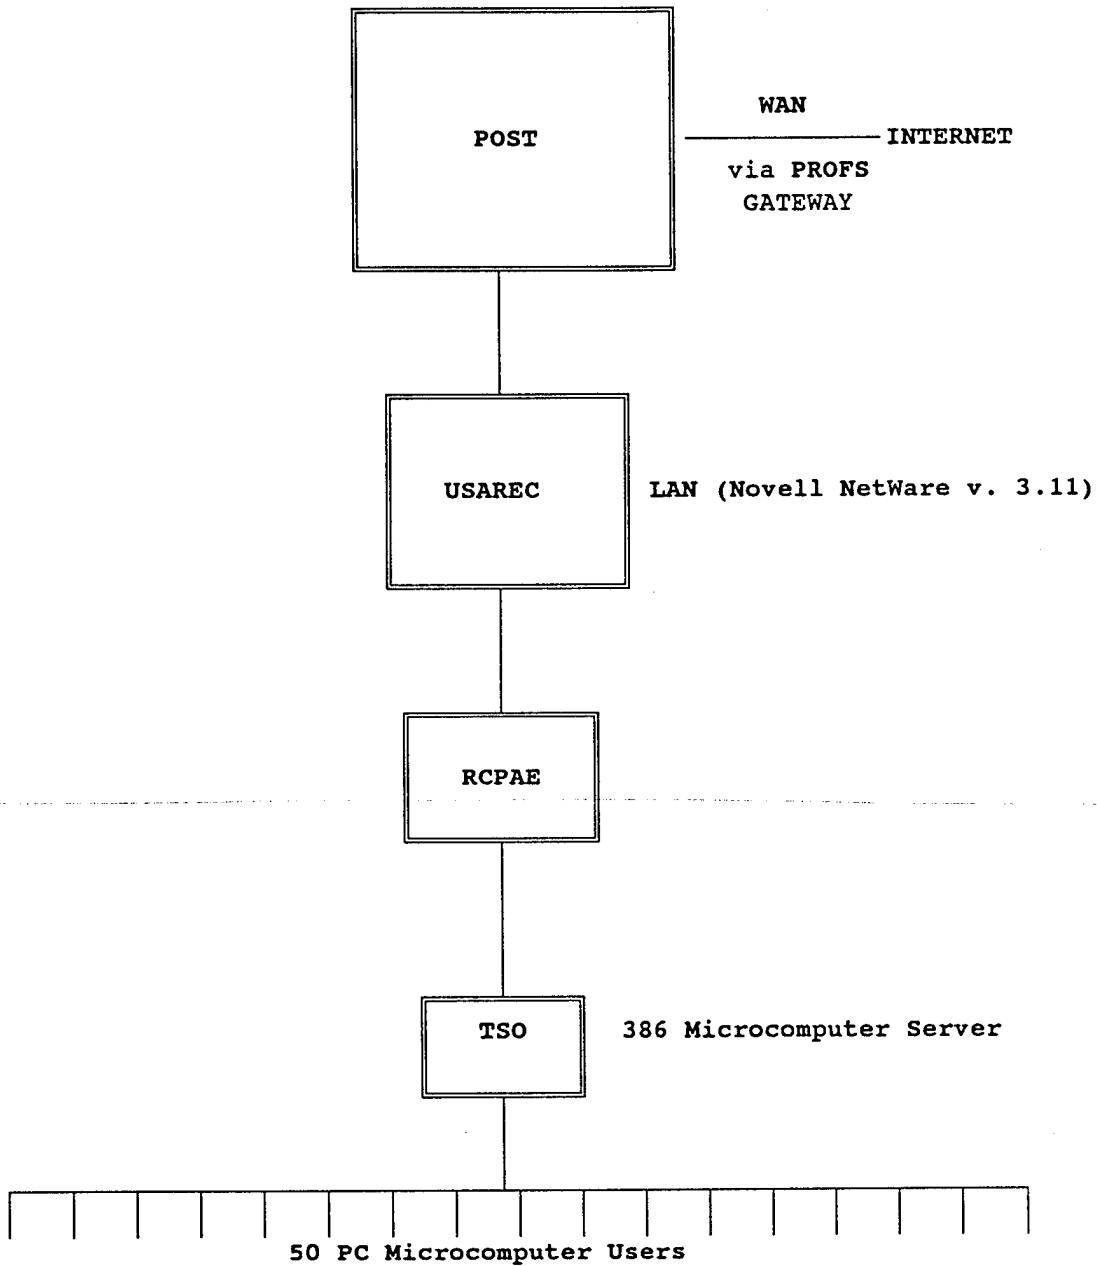 WAN
POST
INTERNET
via PROFS
GATEWAY
USAREC
LAN (Novell NetWare v. 3.11)
RCPAE
TSO
386 Microcomputer Server
50 PC Microcomputer Users